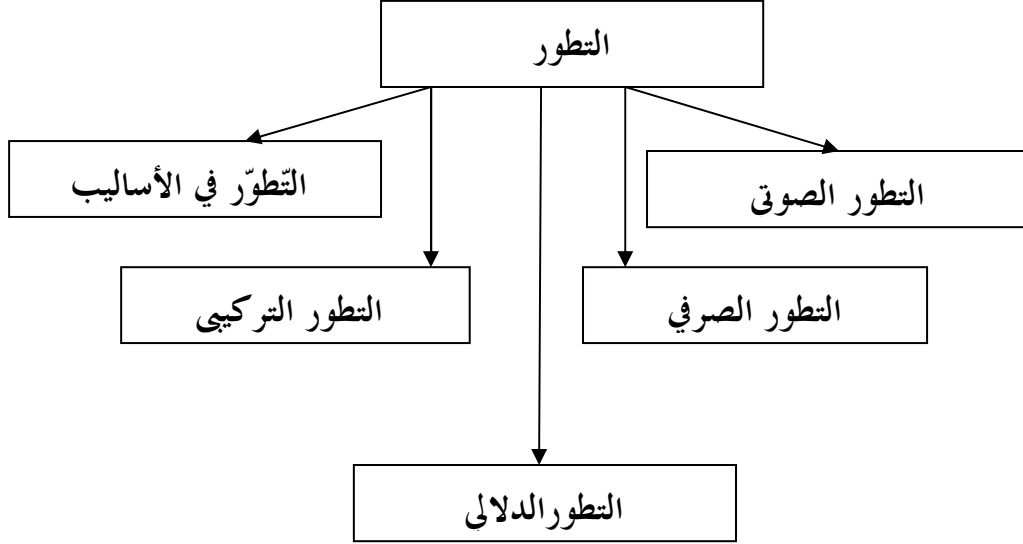 التطور
التطور الصوتى
التّطوّر في الأساليب
التطور الصرفي
التطور التركيبى
التطورالدلالى